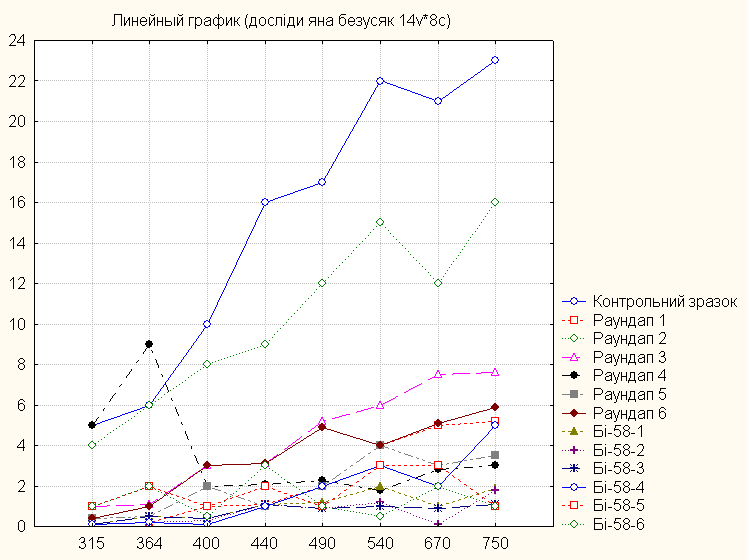 Линейный график (досліди яна безусяк 14v*8c)
24
22
20
18
16
14
12
10
8
6
4
2
0
315 364 400 440 490 540 670 750
Контрольний зразок
Раундап 1
Раундап 2
Раундап 3
Раундап 4
Раундап 5
Раундап 6
Бі-58-1
Бі-58-2
Бі-58-3
Бі-58-4
Бі-58-5
Бі-58-6